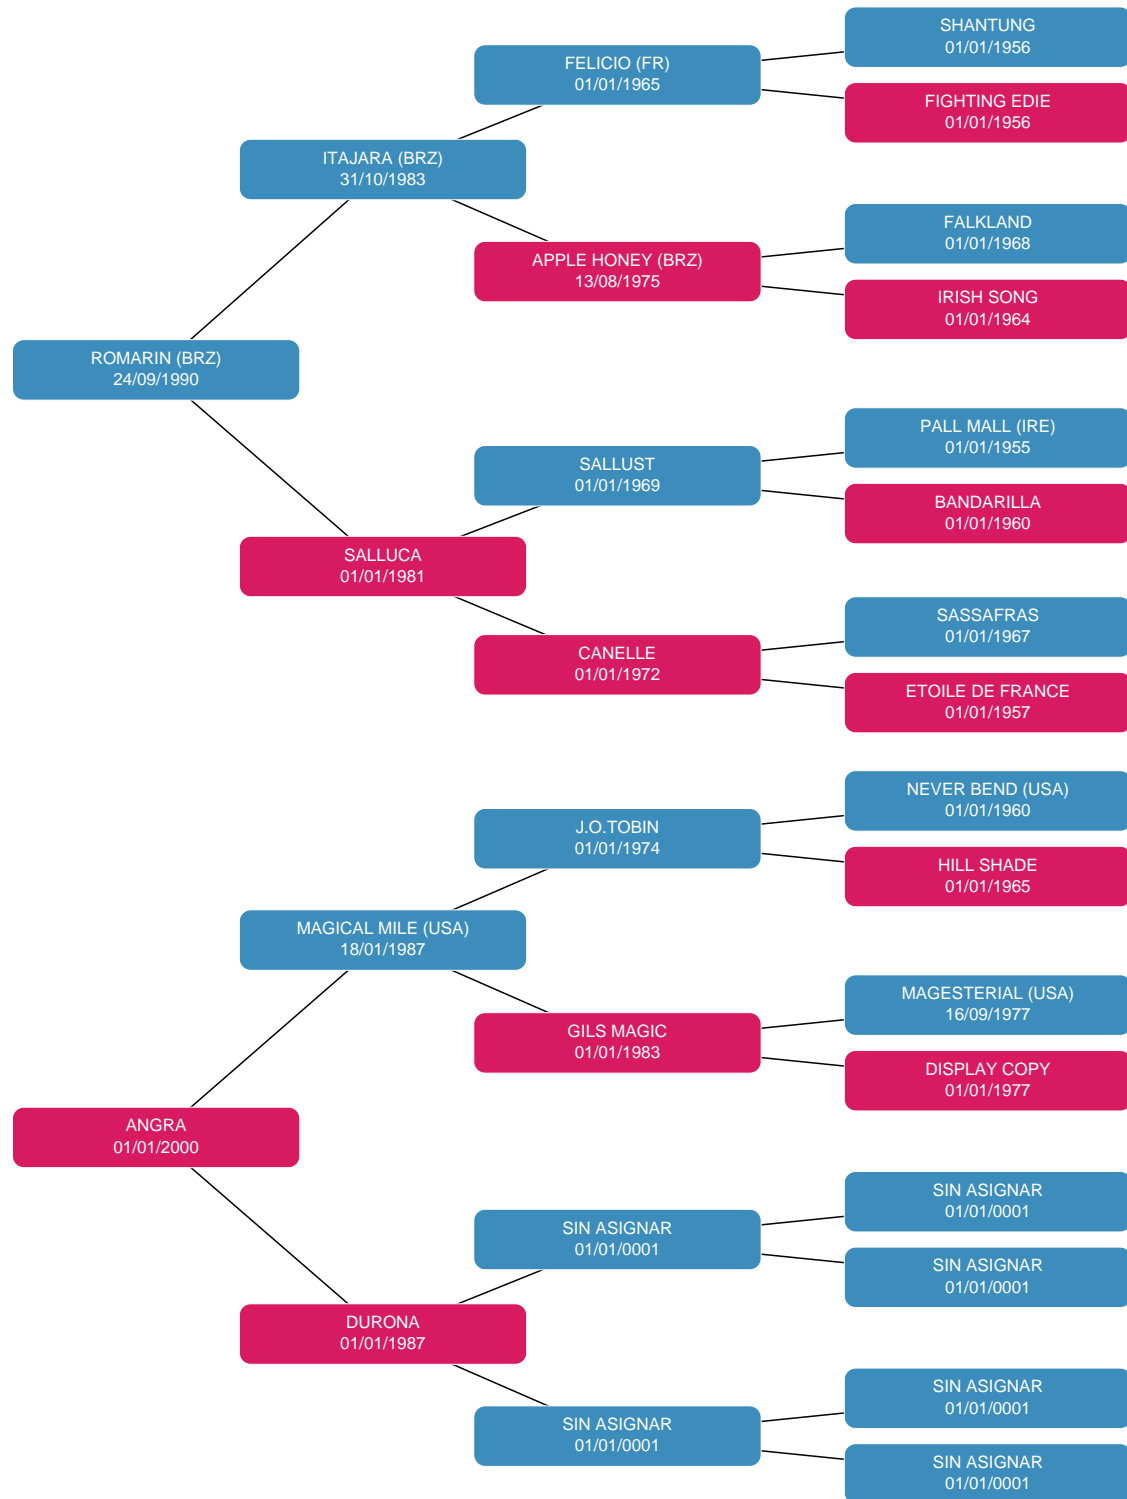 SHANTUNG
01/01/1956
FELICIO (FR)
01/01/1965
FIGHTING EDIE
01/01/1956
ITAJARA (BRZ)
31/10/1983
FALKLAND
01/01/1968
APPLE HONEY (BRZ)
13/08/1975
IRISH SONG
01/01/1964
ROMARIN (BRZ)
24/09/1990
PALL MALL (IRE)
01/01/1955
SALLUST
01/01/1969
BANDARILLA
01/01/1960
SALLUCA
01/01/1981
SASSAFRAS
01/01/1967
CANELLE
01/01/1972
ETOILE DE FRANCE
01/01/1957
NEVER BEND (USA)
01/01/1960
J.O.TOBIN
01/01/1974
HILL SHADE
01/01/1965
MAGICAL MILE (USA)
18/01/1987
MAGESTERIAL (USA)
16/09/1977
GILS MAGIC
01/01/1983
DISPLAY COPY
01/01/1977
ANGRA
01/01/2000
SIN ASIGNAR
01/01/0001
SIN ASIGNAR
01/01/0001
SIN ASIGNAR
01/01/0001
DURONA
01/01/1987
SIN ASIGNAR
01/01/0001
SIN ASIGNAR
01/01/0001
SIN ASIGNAR
01/01/0001